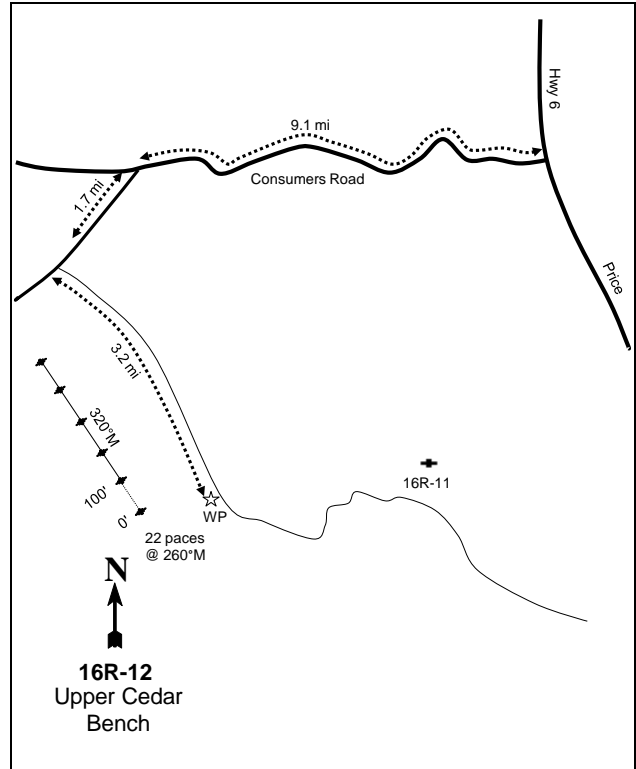 Hwy 6
9.1 mi
Consumers Road
1.7 mi
Price
3.2 mi
320°M
16R-11
100'
0'
WP
22 paces
@ 260°M
N
16R-12
Upper Cedar
Bench